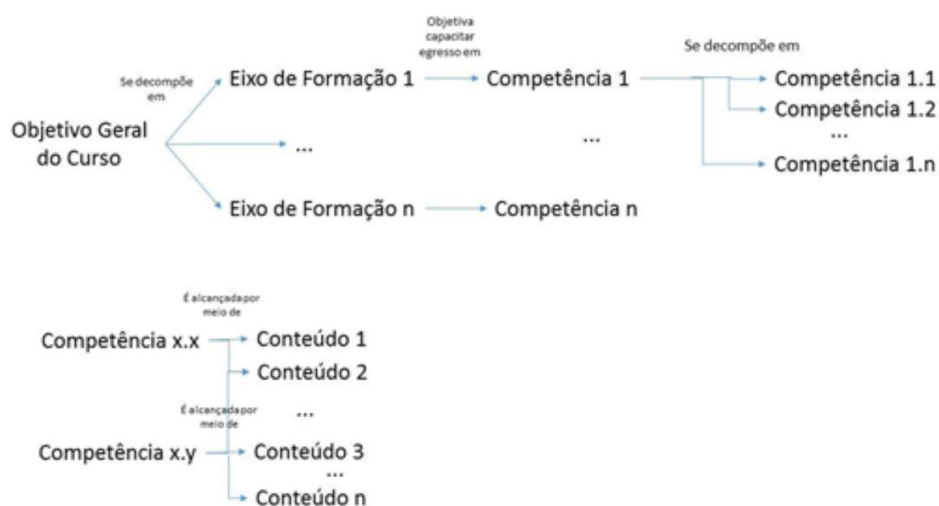 Objetiva
capacitar
egresso em
Se decompõe em
Se decompõe
em
Eixo de Formação 1
Competência 1
Competência 1.1
Competência 1.2
...
Competência 1.n
Objetivo Geral
do Curso
...
...
Eixo de Formação n
Competência n
É alcançada por
meio de
Competência x.x
Conteúdo 1
Conteúdo 2
...
É alcançada por
meio de
Competência x.y
Conteúdo 3
...
Conteúdo n